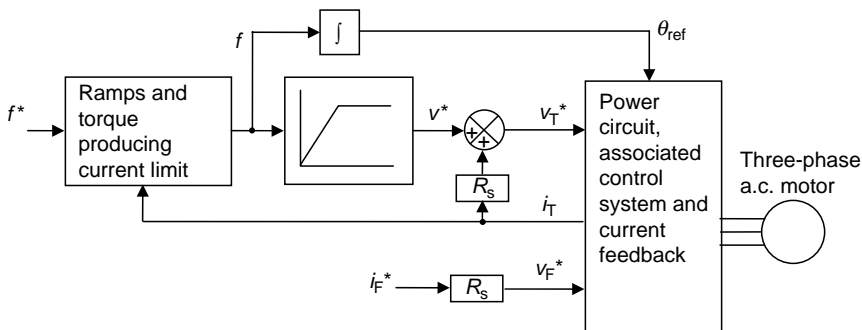 f
∫
θref
f*
Ramps and
torque
producing
current limit
v*
+
+
vT*
Rs
iT
Power
circuit,
associated
control
system and
current
feedback
Three-phase
a.c. motor
iF*
Rs
vF*